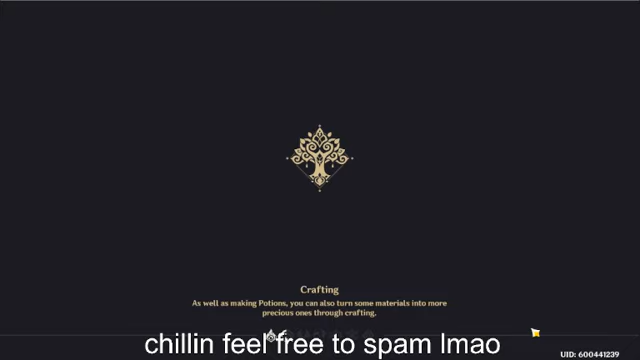 Crafting
As well as making Potions, you can also turn some materials into more
precious ones through crafting.
chillin feel free to spam lmao
UID: 600441239